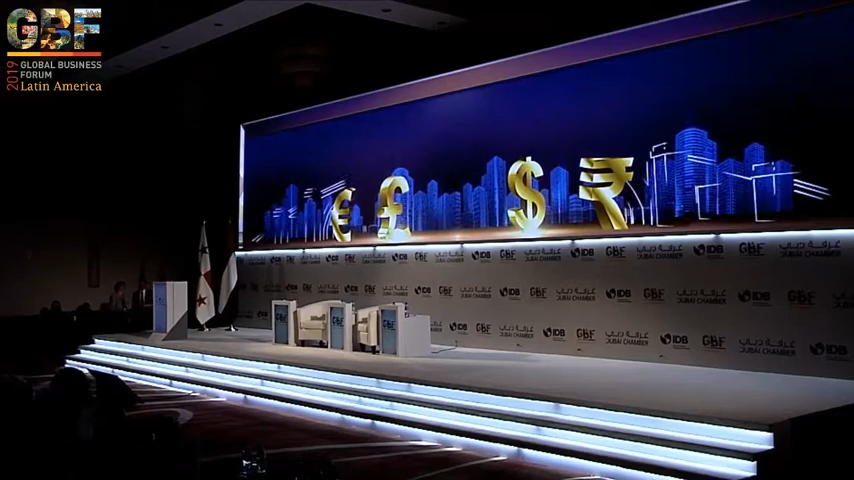 GBF
2019 GLOBAL BUSINESS
FORUM
Latin America
€ £ $ ₹
IDB GBF غرفة دبي DUBAI CHAMBER